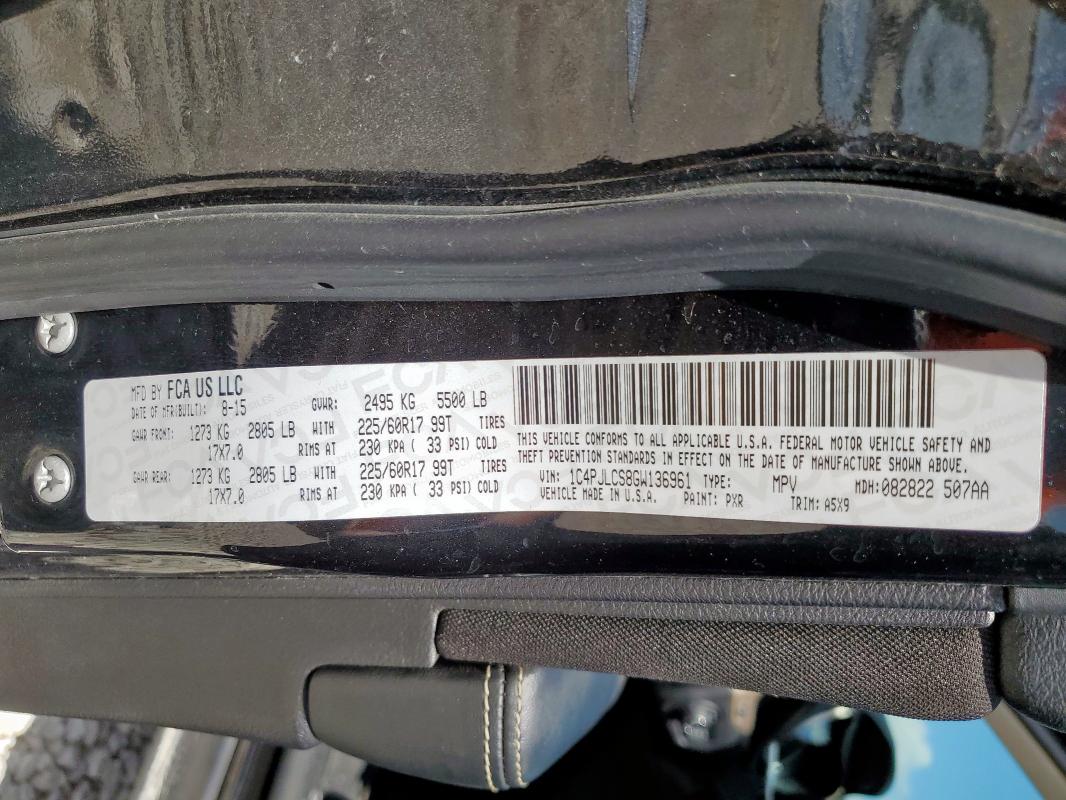 MFD BY FCA US LLC
DATE OF MFR(BUILT): 8-15 GVWR: 2495 KG 5500 LB
GAWR FRONT: 1273 KG 2805 LB WITH 225/60R17 99T TIRES
17X7.0 RIMS AT 230 KPA ( 33 PSI) COLD
GAWR REAR: 1273 KG 2805 LB WITH 225/60R17 99T TIRES
17X7.0 RIMS AT 230 KPA ( 33 PSI) COLD
THIS VEHICLE CONFORMS TO ALL APPLICABLE U.S.A. FEDERAL MOTOR VEHICLE SAFETY AND
THEFT PREVENTION STANDARDS IN EFFECT ON THE DATE OF MANUFACTURE SHOWN ABOVE.
VIN: 1C4PJLCS8GW136961 TYPE: MPV MDH:082822 507AA
VEHICLE MADE IN U.S.A. PAINT: PXR TRIM: A5X9